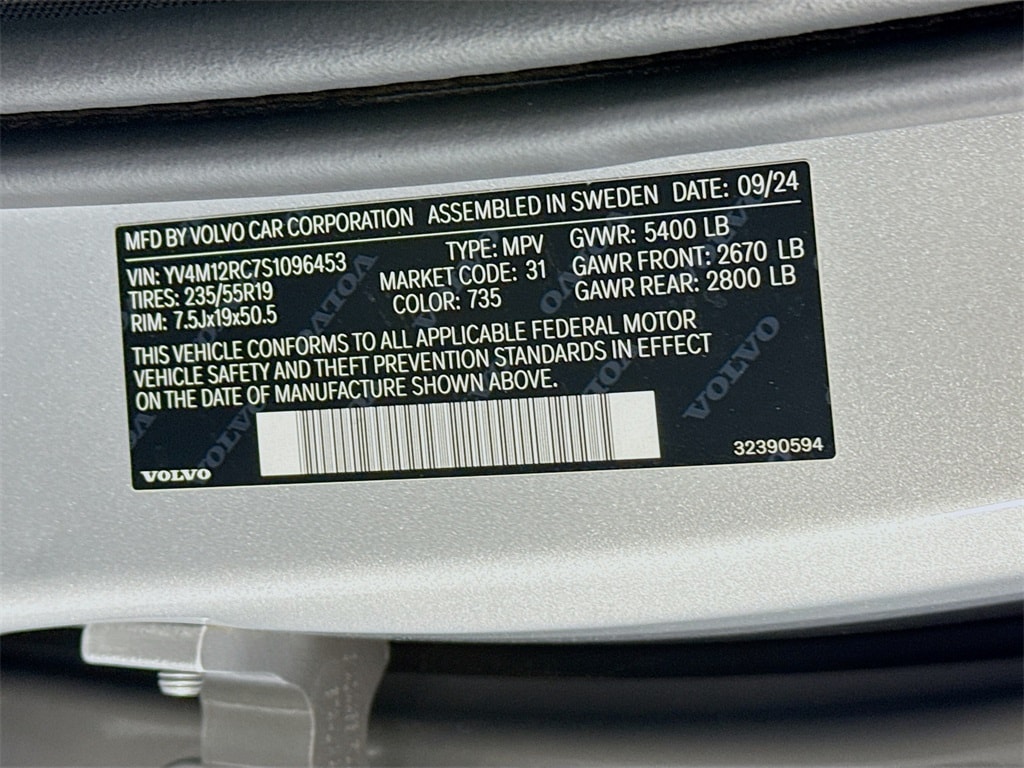 MFD BY VOLVO CAR CORPORATION ASSEMBLED IN SWEDEN DATE: 09/24
VIN: YV4M12RC7S1096453 TYPE: MPV GVWR: 5400 LB
TIRES: 235/55R19 MARKET CODE: 31 GAWR FRONT: 2670 LB
RIM: 7.5Jx19x50.5 COLOR: 735 GAWR REAR: 2800 LB
THIS VEHICLE CONFORMS TO ALL APPLICABLE FEDERAL MOTOR
VEHICLE SAFETY AND THEFT PREVENTION STANDARDS IN EFFECT
ON THE DATE OF MANUFACTURE SHOWN ABOVE.
VOLVO 32390594